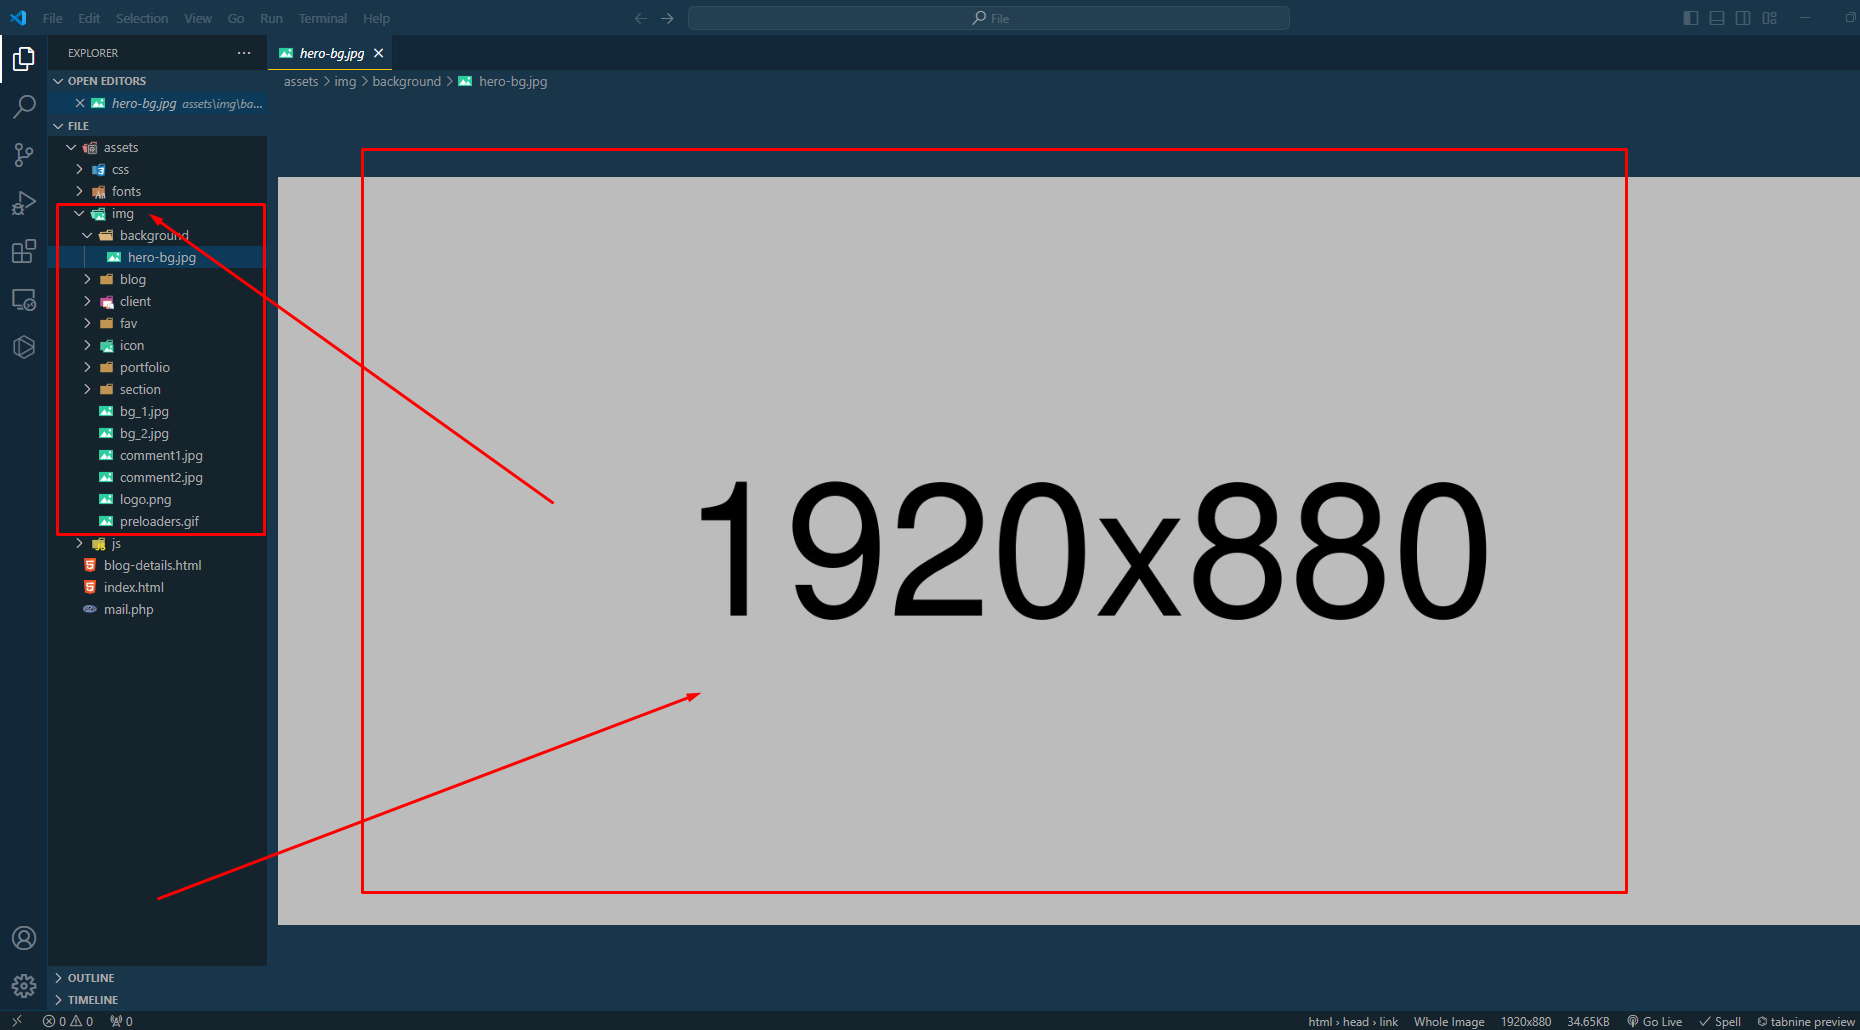 File Edit Selection View Go Run Terminal Help
File
EXPLORER
hero-bg.jpg
OPEN EDITORS
hero-bg.jpg assets\img\ba...
assets > img > background > hero-bg.jpg
FILE
assets
css
fonts
img
background
hero-bg.jpg
blog
client
fav
icon
portfolio
section
bg_1.jpg
bg_2.jpg
comment1.jpg
comment2.jpg
logo.png
preloaders.gif
js
blog-details.html
index.html
mail.php
1920x880
OUTLINE
TIMELINE
0 0 0 html › head › link Whole Image 1920x880 34.65KB Go Live Spell tabnine preview